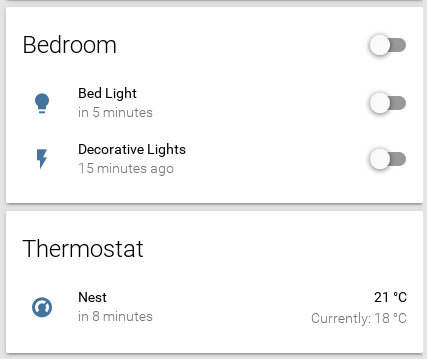 Bedroom
Bed Light
in 5 minutes
Decorative Lights
15 minutes ago
Thermostat
Nest
21 °C
in 8 minutes
Currently: 18 °C